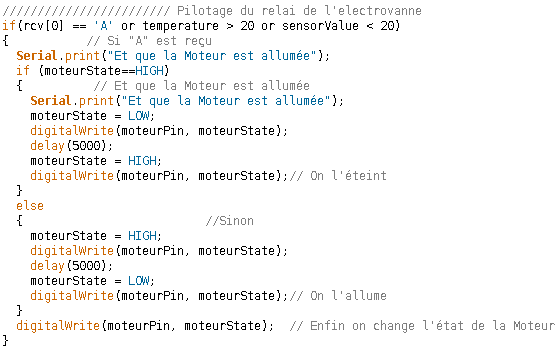 //////////////////////// Pilotage du relai de l'electrovanne
if(rcv[0] == 'A' or temperature > 20 or sensorValue < 20)
{ // Si "A" est reçu
Serial.print("Et que la Moteur est allumée");
if (moteurState==HIGH)
{ // Et que la Moteur est allumée
Serial.print("Et que la Moteur est allumée");
moteurState = LOW;
digitalWrite(moteurPin, moteurState);
delay(5000);
moteurState = HIGH;
digitalWrite(moteurPin, moteurState);// On l'éteint
}
else
{ //Sinon
moteurState = HIGH;
digitalWrite(moteurPin, moteurState);
delay(5000);
moteurState = LOW;
digitalWrite(moteurPin, moteurState);// On l'allume
}
digitalWrite(moteurPin, moteurState); // Enfin on change l'état de la Moteur
}